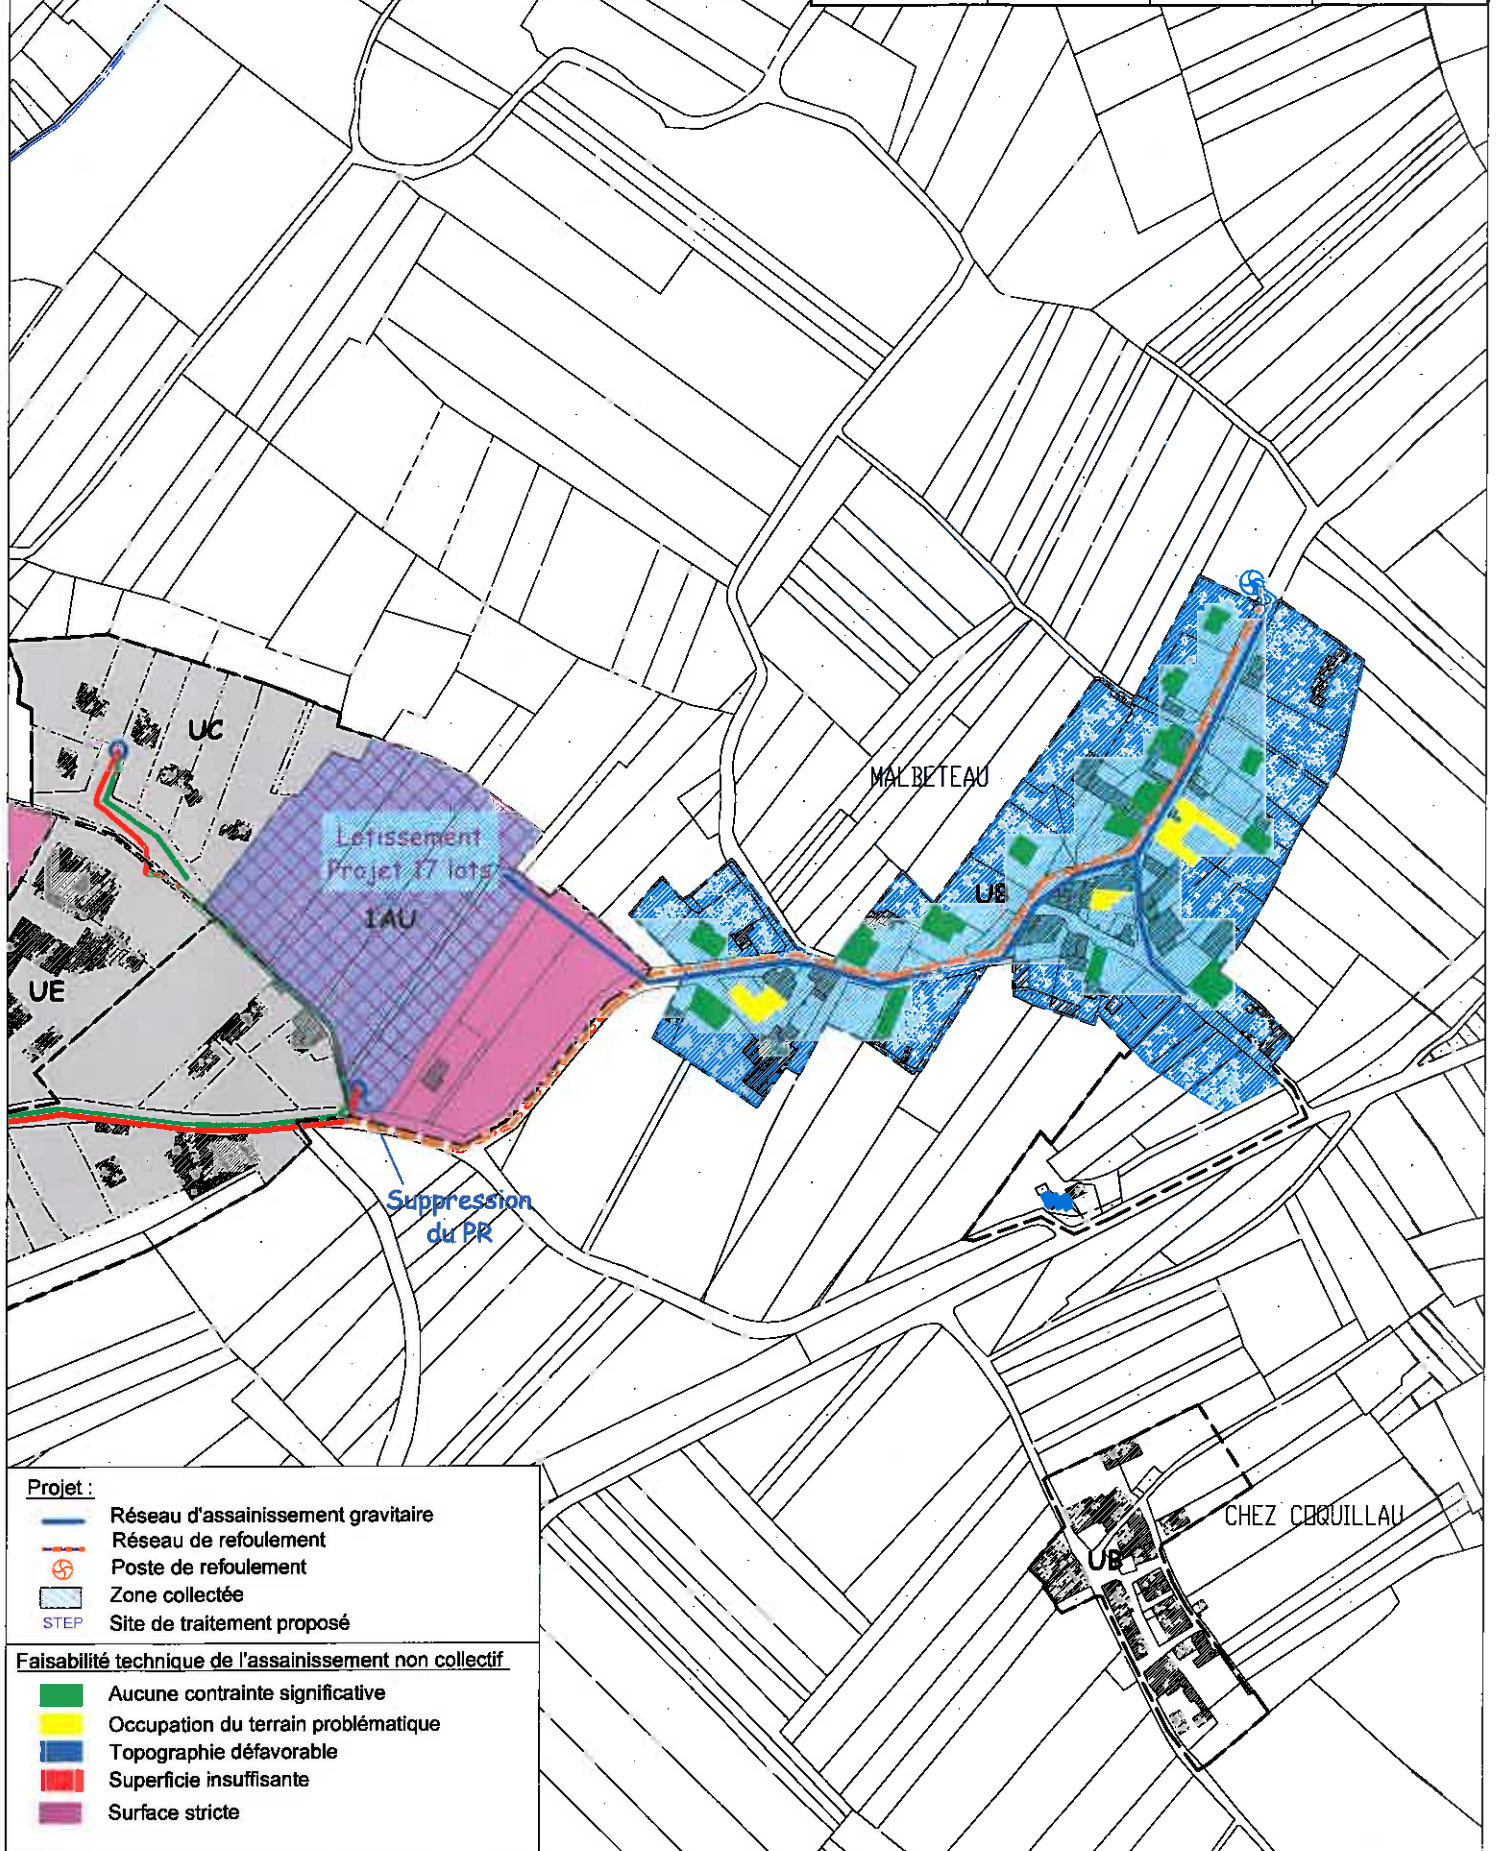 UC
MALBETEAU
Lotissement
Projet 17 lots
UB
1AU
UE
Suppression
du PR
CHEZ COQUILLAU
UB
Projet :
Réseau d'assainissement gravitaire
Réseau de refoulement
Poste de refoulement
Zone collectée
STEP Site de traitement proposé
Faisabilité technique de l'assainissement non collectif
Aucune contrainte significative
Occupation du terrain problématique
Topographie défavorable
Superficie insuffisante
Surface stricte